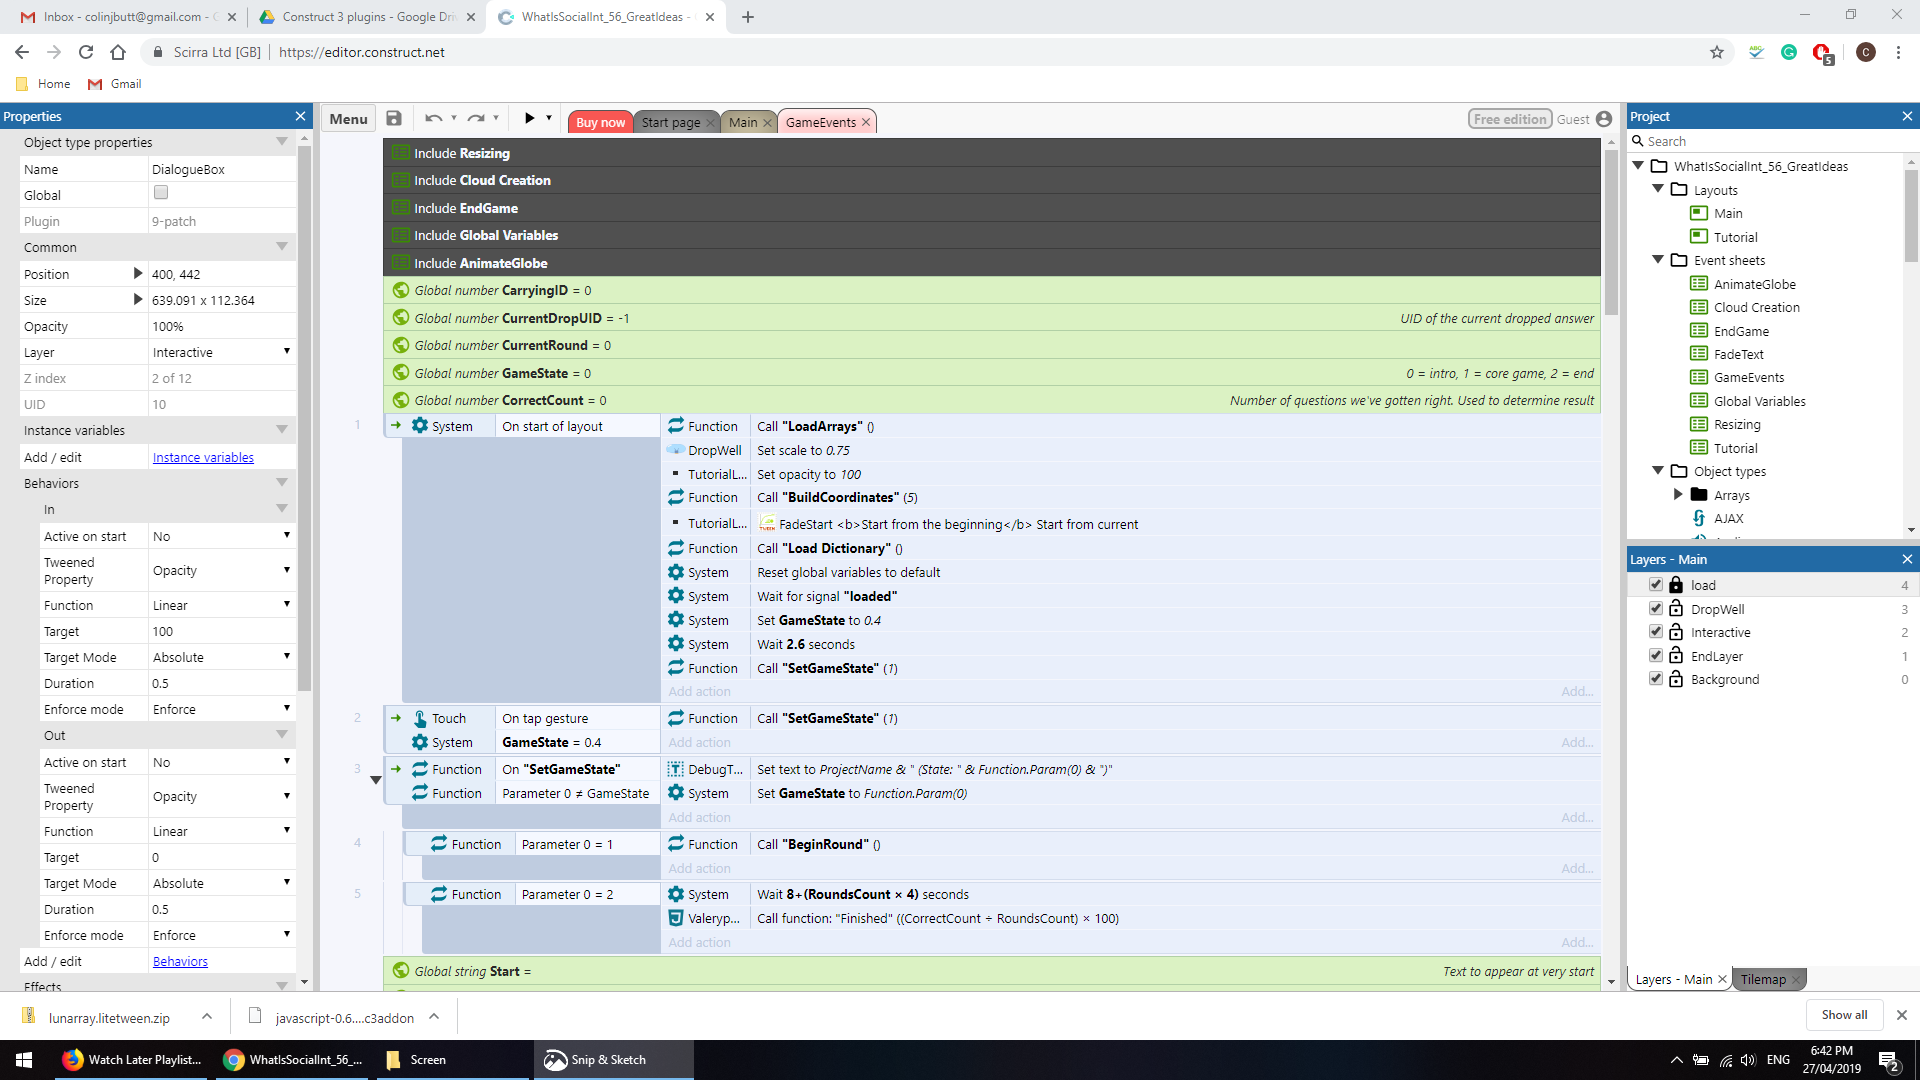 Inbox - colinjbutt@gmail.com - G
Construct 3 plugins - Google Driv
WhatIsSocialInt_56_GreatIdeas -
Scirra Ltd [GB] | https://editor.construct.net
Home
Gmail
Properties
Object type properties
Name DialogueBox
Global
Plugin 9-patch
Common
Position 400, 442
Size 639.091 x 112.364
Opacity 100%
Layer Interactive
Z index 2 of 12
UID 10
Instance variables
Add / edit Instance variables
Behaviors
In
Active on start No
Tweened Property Opacity
Function Linear
Target 100
Target Mode Absolute
Duration 0.5
Enforce mode Enforce
Out
Active on start No
Tweened Property Opacity
Function Linear
Target 0
Target Mode Absolute
Duration 0.5
Enforce mode Enforce
Add / edit Behaviors
Effects
Menu
Buy now
Start page
Main
GameEvents
Free edition Guest
Include Resizing
Include Cloud Creation
Include EndGame
Include Global Variables
Include AnimateGlobe
Global number CarryingID = 0
Global number CurrentDropUID = -1 UID of the current dropped answer
Global number CurrentRound = 0
Global number GameState = 0 0 = intro, 1 = core game, 2 = end
Global number CorrectCount = 0 Number of questions we've gotten right. Used to determine result
1 System On start of layout Function Call "LoadArrays" ()
DropWell Set scale to 0.75
TutorialL... Set opacity to 100
Function Call "BuildCoordinates" (5)
TutorialL... FadeStart <b>Start from the beginning</b> Start from current
Function Call "Load Dictionary" ()
System Reset global variables to default
System Wait for signal "loaded"
System Set GameState to 0.4
System Wait 2.6 seconds
Function Call "SetGameState" (1)
Add action Add...
2 Touch On tap gesture Function Call "SetGameState" (1)
System GameState = 0.4 Add action Add...
3 Function On "SetGameState" DebugT... Set text to ProjectName & " (State: " & Function.Param(0) & ")"
Function Parameter 0 ≠ GameState System Set GameState to Function.Param(0)
Add action Add...
4 Function Parameter 0 = 1 Function Call "BeginRound" ()
Add action Add...
5 Function Parameter 0 = 2 System Wait 8+(RoundsCount × 4) seconds
Valeryp... Call function: "Finished" ((CorrectCount ÷ RoundsCount) × 100)
Add action Add...
Global string Start = Text to appear at very start
Project
Search
WhatIsSocialInt_56_GreatIdeas
Layouts
Main
Tutorial
Event sheets
AnimateGlobe
Cloud Creation
EndGame
FadeText
GameEvents
Global Variables
Resizing
Tutorial
Object types
Arrays
AJAX
Layers - Main
load 4
DropWell 3
Interactive 2
EndLayer 1
Background 0
Layers - Main
Tilemap
lunarray.litetween.zip
javascript-0.6....c3addon
Show all
Watch Later Playlist...
WhatIsSocialInt_56_...
Screen
Snip & Sketch
ENG
6:42 PM
27/04/2019
2